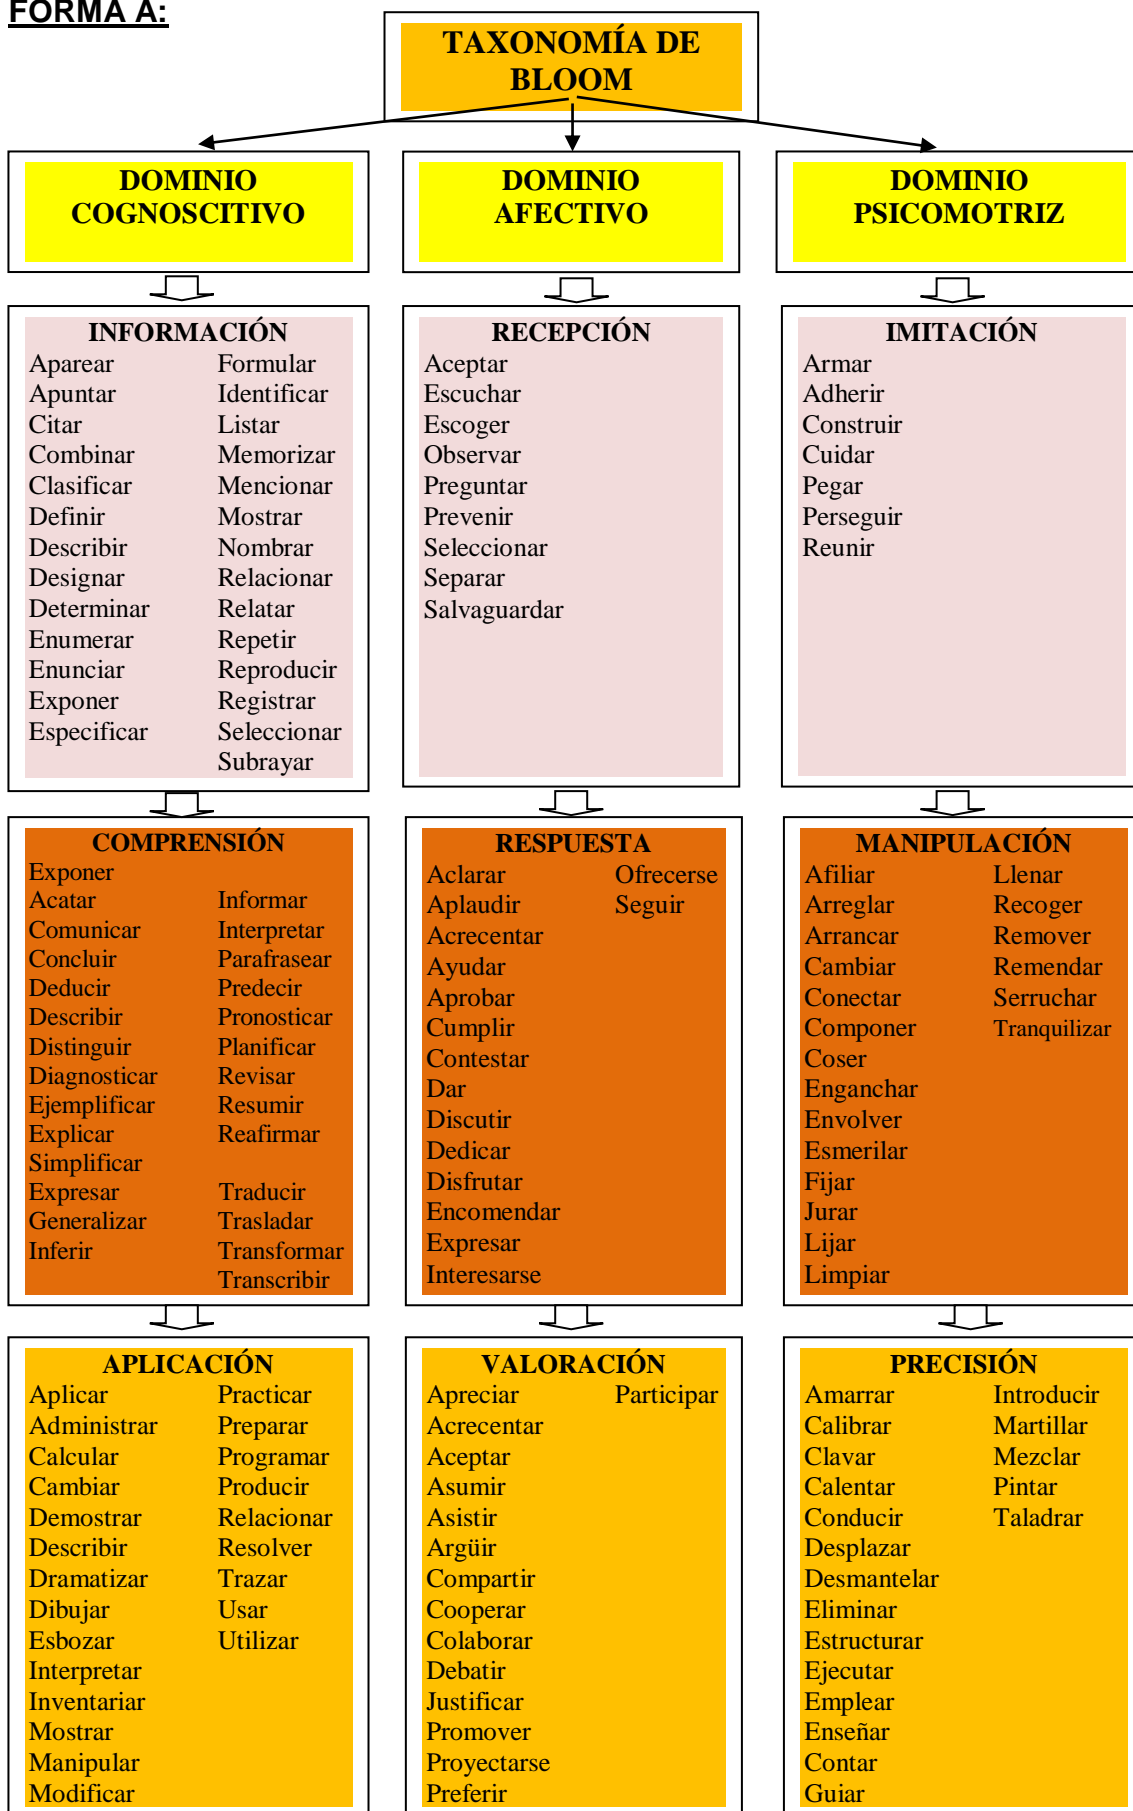 FORMA A:
TAXONOMÍA DE
BLOOM
DOMINIO
COGNOSCITIVO
DOMINIO
AFECTIVO
DOMINIO
PSICOMOTRIZ
INFORMACIÓN
Aparear Formular
Apuntar Identificar
Citar Listar
Combinar Memorizar
Clasificar Mencionar
Definir Mostrar
Describir Nombrar
Designar Relacionar
Determinar Relatar
Enumerar Repetir
Enunciar Reproducir
Exponer Registrar
Especificar Seleccionar
Subrayar
RECEPCIÓN
Aceptar
Escuchar
Escoger
Observar
Preguntar
Prevenir
Seleccionar
Separar
Salvaguardar
IMITACIÓN
Armar
Adherir
Construir
Cuidar
Pegar
Perseguir
Reunir
COMPRENSIÓN
Exponer
Acatar Informar
Comunicar Interpretar
Concluir Parafrasear
Deducir Predecir
Describir Pronosticar
Distinguir Planificar
Diagnosticar Revisar
Ejemplificar Resumir
Explicar Reafirmar
Simplificar
Expresar Traducir
Generalizar Trasladar
Inferir Transformar
Transcribir
RESPUESTA
Aclarar Ofrecerse
Aplaudir Seguir
Acrecentar
Ayudar
Aprobar
Cumplir
Contestar
Dar
Discutir
Dedicar
Disfrutar
Encomendar
Expresar
Interesarse
MANIPULACIÓN
Afiliar Llenar
Arreglar Recoger
Arrancar Remover
Cambiar Remendar
Conectar Serruchar
Componer Tranquilizar
Coser
Enganchar
Envolver
Esmerilar
Fijar
Jurar
Lijar
Limpiar
APLICACIÓN
Aplicar Practicar
Administrar Preparar
Calcular Programar
Cambiar Producir
Demostrar Relacionar
Describir Resolver
Dramatizar Trazar
Dibujar Usar
Esbozar Utilizar
Interpretar
Inventariar
Mostrar
Manipular
Modificar
VALORACIÓN
Apreciar Participar
Acrecentar
Aceptar
Asumir
Asistir
Argüir
Compartir
Cooperar
Colaborar
Debatir
Justificar
Promover
Proyectarse
Preferir
PRECISIÓN
Amarrar Introducir
Calibrar Martillar
Clavar Mezclar
Calentar Pintar
Conducir Taladrar
Desplazar
Desmantelar
Eliminar
Estructurar
Ejecutar
Emplear
Enseñar
Contar
Guiar